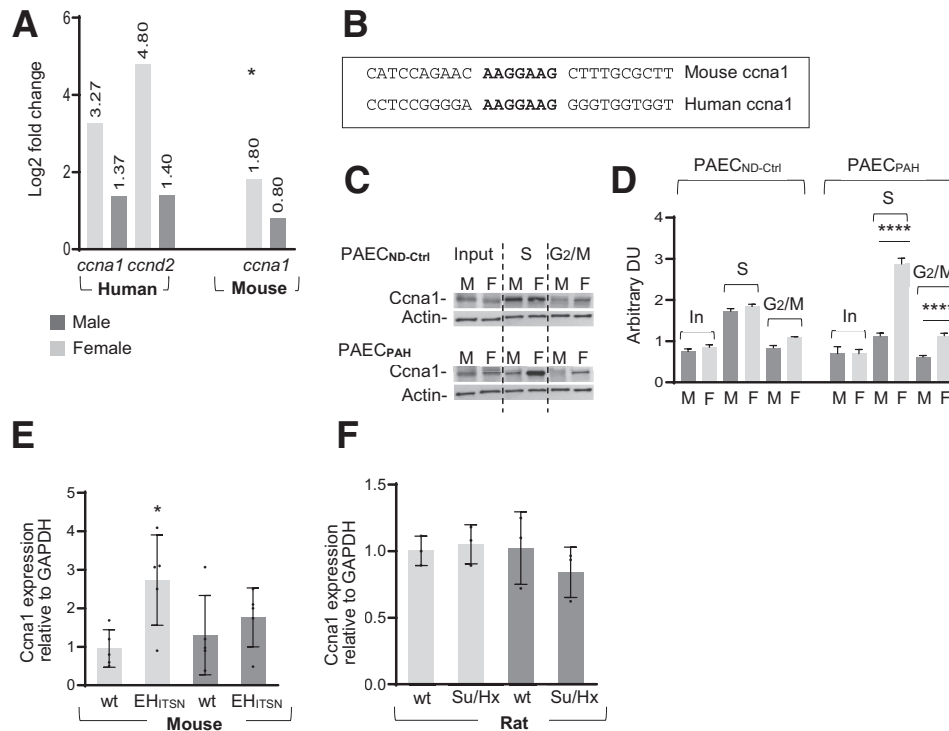 A
Log2 fold change
6
4
2
0
3.27
1.37
4.80
1.40
*
1.80
0.80
ccna1 ccnd2
ccna1
Human
Mouse
Male
Female
B
CATCCAGAAC AAGGAAG CTTTGCGCTT Mouse ccna1
CCTCCGGGGA AAGGAAG GGGTGGTGGT Human ccna1
C
PAECND-Ctrl
Input S G2/M
M F M F M F
Ccna1-
Actin-
PAECPAH
M F M F M F
Ccna1-
Actin-
D
PAECND-Ctrl
PAECPAH
Arbitrary DU
4
3
2
1
0
In
S
G2/M
In
S
****
G2/M
****
M F M F M F
M F M F M F
E
Ccna1 expression
relative to GAPDH
5
4
3
2
1
0
*
wt EHITSN wt EHITSN
Mouse
F
Ccna1 expression
relative to GAPDH
1.5
1.0
0.5
0.0
wt Su/Hx wt Su/Hx
Rat